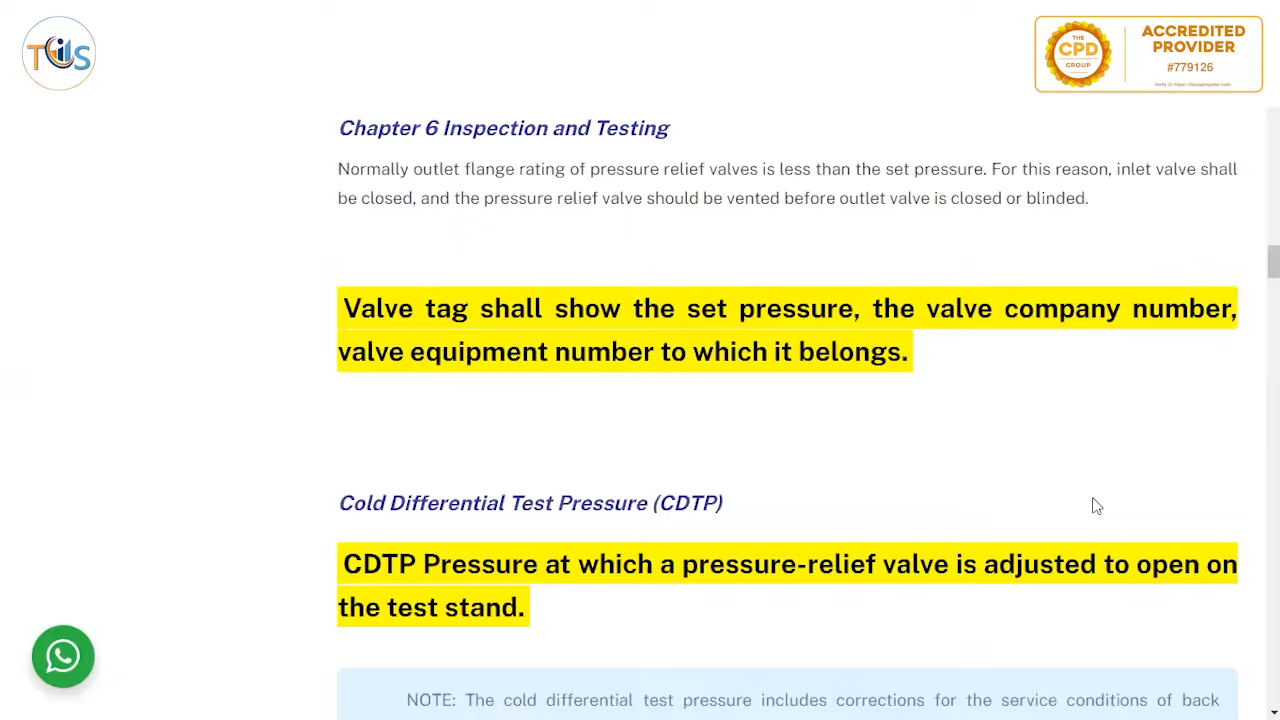 TIS
THE
CPD
GROUP
ACCREDITED
PROVIDER
#779126
Chapter 6 Inspection and Testing
Normally outlet flange rating of pressure relief valves is less than the set pressure. For this reason, inlet valve shall
be closed, and the pressure relief valve should be vented before outlet valve is closed or blinded.
Valve tag shall show the set pressure, the valve company number,
valve equipment number to which it belongs.
Cold Differential Test Pressure (CDTP)
CDTP Pressure at which a pressure-relief valve is adjusted to open on
the test stand.
NOTE: The cold differential test pressure includes corrections for the service conditions of back